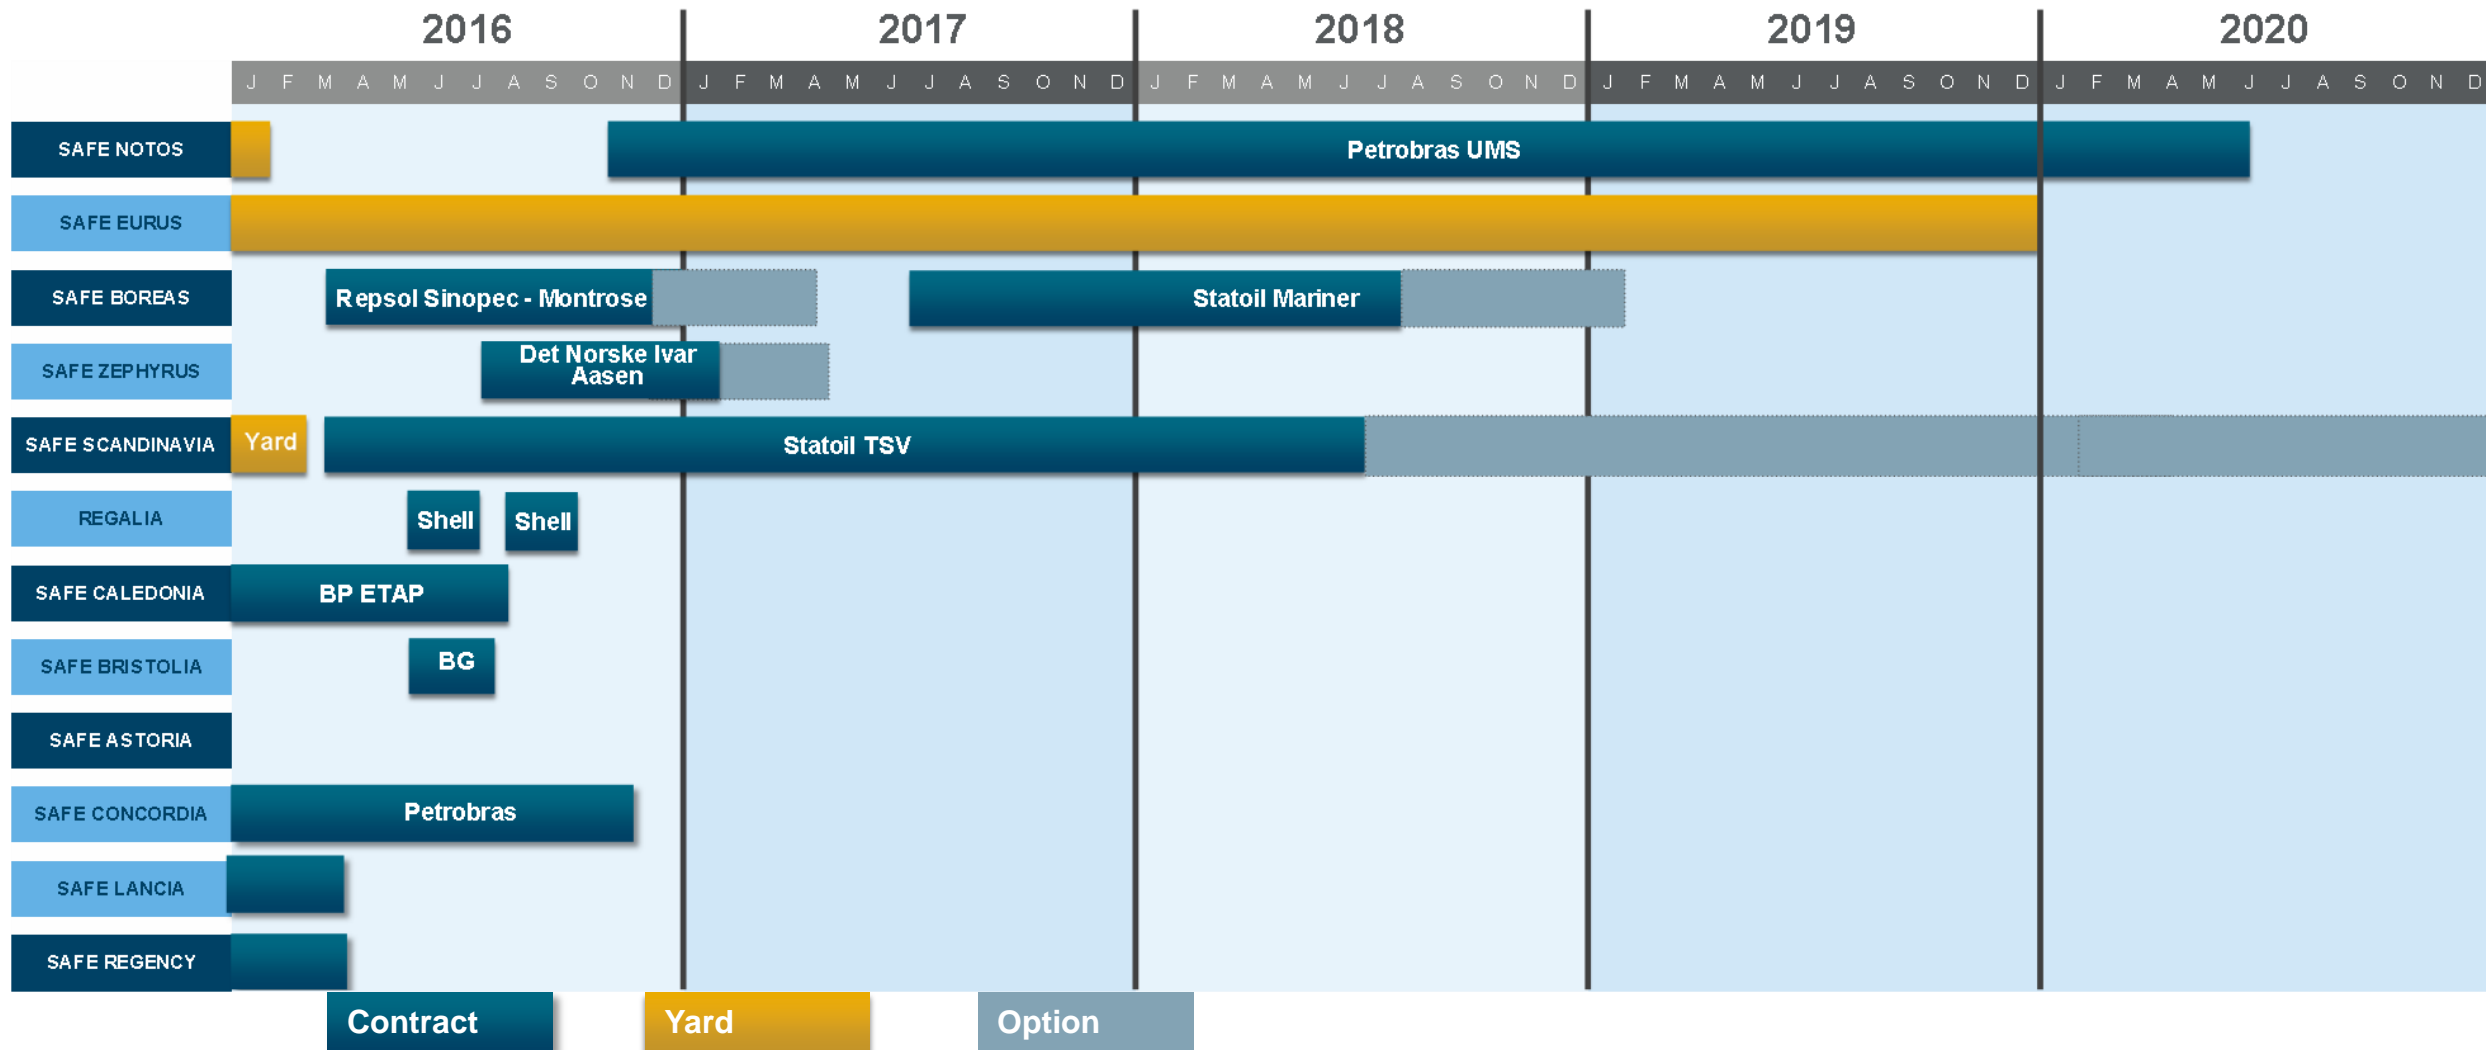 2016 2017 2018 2019 2020
J F M A M J J A S O N D J F M A M J J A S O N D J F M A M J J A S O N D J F M A M J J A S O N D J F M A M J J A S O N D
SAFE NOTOS Petrobras UMS
SAFE EURUS
SAFE BOREAS Repsol Sinopec - Montrose Statoil Mariner
SAFE ZEPHYRUS Det Norske Ivar
Aasen
SAFE SCANDINAVIA Yard Statoil TSV
REGALIA Shell Shell
SAFE CALEDONIA BP ETAP
SAFE BRISTOLIA BG
SAFE ASTORIA
SAFE CONCORDIA Petrobras
SAFE LANCIA
SAFE REGENCY
Contract Yard Option